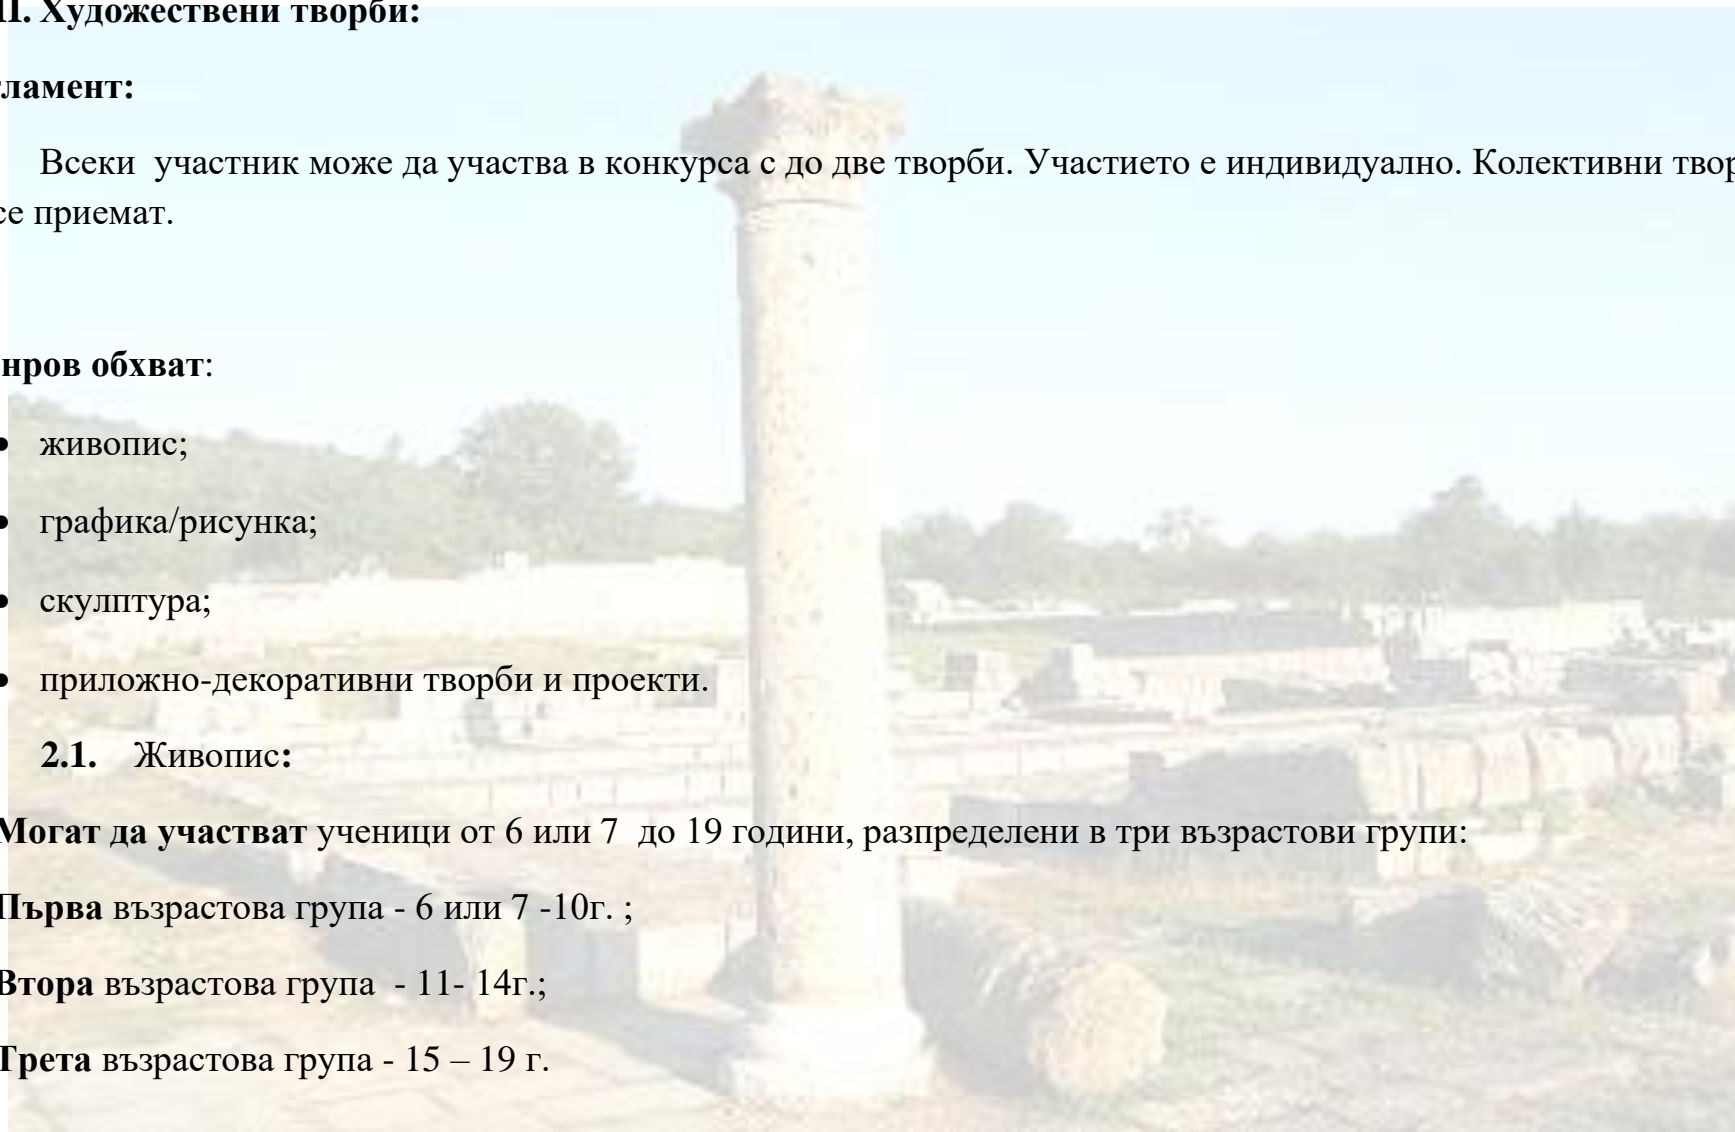 II. Художествени творби:
ламент:
Всеки участник може да участва в конкурса с до две творби. Участието е индивидуално. Колективни твор
се приемат.
нров обхват:
• живопис;
• графика/рисунка;
• скулптура;
• приложно-декоративни творби и проекти.
2.1. Живопис:
Могат да участват ученици от 6 или 7 до 19 години, разпределени в три възрастови групи:
Първа възрастова група - 6 или 7 -10г. ;
Втора възрастова група - 11- 14г.;
Трета възрастова група - 15 – 19 г.